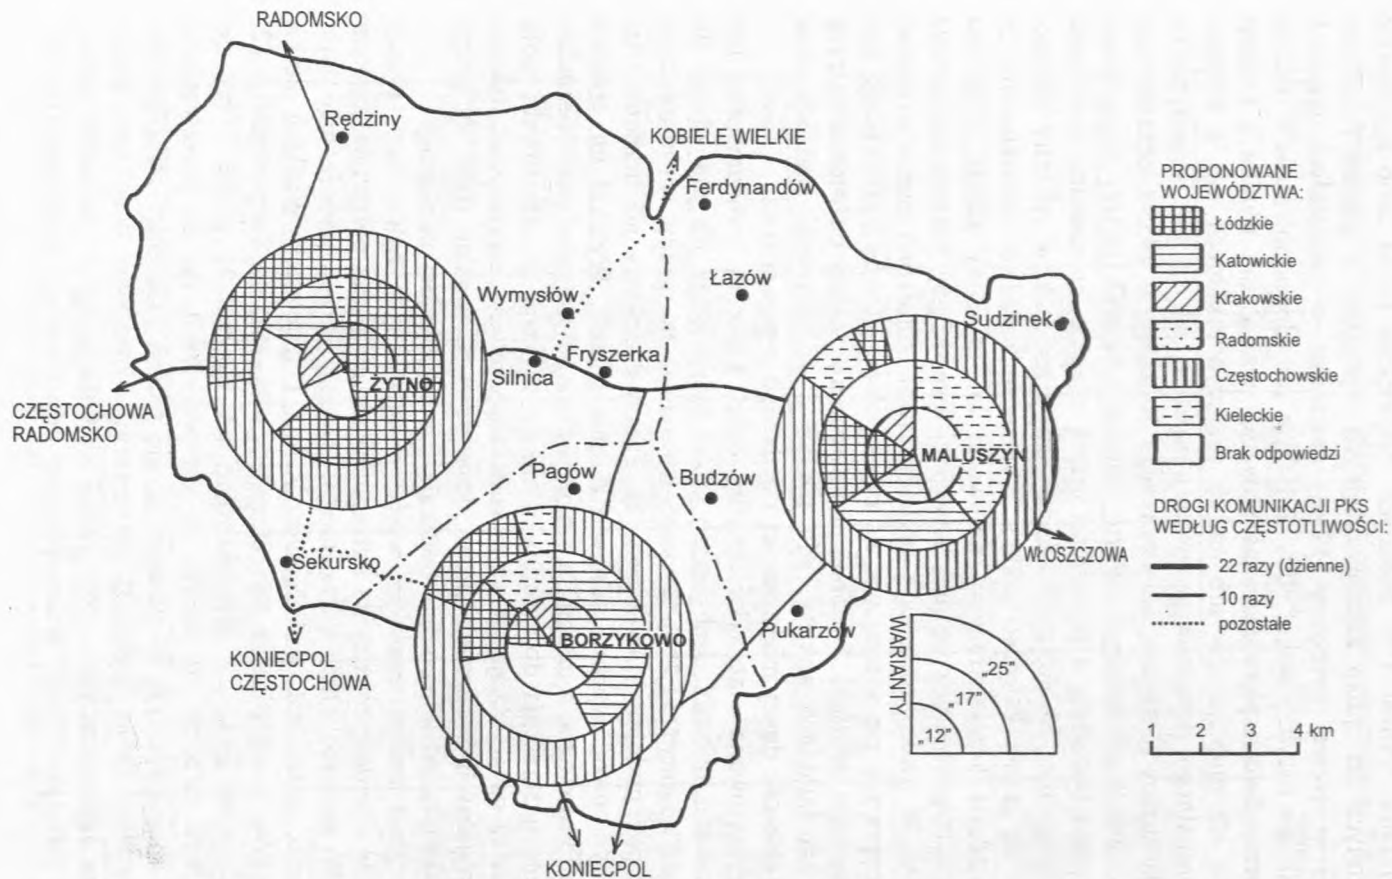 RADOMSKO
Rędziny
KOBIELE WIELKIE
Ferdynandów
Łazów
Wymysłów
Sudzinek
Fryszerka
Silnica
ŻYTNO
CZĘSTOCHOWA
RADOMSKO
MALUSZYN
Pągów
Budzów
WŁOSZCZOWA
Sekursko
Pukarzów
BORZYKOWO
KONIECPOL
CZĘSTOCHOWA
KONIECPOL
PROPONOWANE
WOJEWÓDZTWA:
Łódzkie
Katowickie
Krakowskie
Radomskie
Częstochowskie
Kieleckie
Brak odpowiedzi
DROGI KOMUNIKACJI PKS
WEDŁUG CZĘSTOTLIWOŚCI:
22 razy (dzienne)
10 razy
pozostałe
WARIANTY
„25”
„17”
„12”
1 2 3 4 km